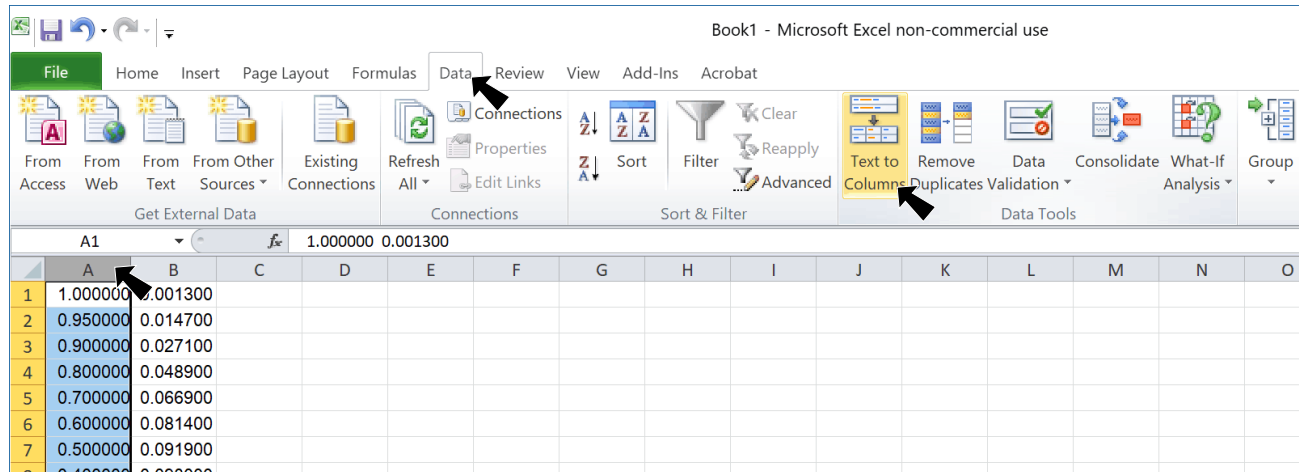 Book1 - Microsoft Excel non-commercial use
File Home Insert Page Layout Formulas Data Review View Add-Ins Acrobat
Connections Clear
Properties Reapply
From From From From Other Existing Refresh Sort Filter Text to Remove Data Consolidate What-If Group
Access Web Text Sources Connections All Edit Links Advanced Columns Duplicates Validation Analysis
Get External Data Connections Sort & Filter Data Tools
A1 fx 1.000000 0.001300
A B C D E F G H I J K L M N O
1 1.000000 0.001300
2 0.950000 0.014700
3 0.900000 0.027100
4 0.800000 0.048900
5 0.700000 0.066900
6 0.600000 0.081400
7 0.500000 0.091900